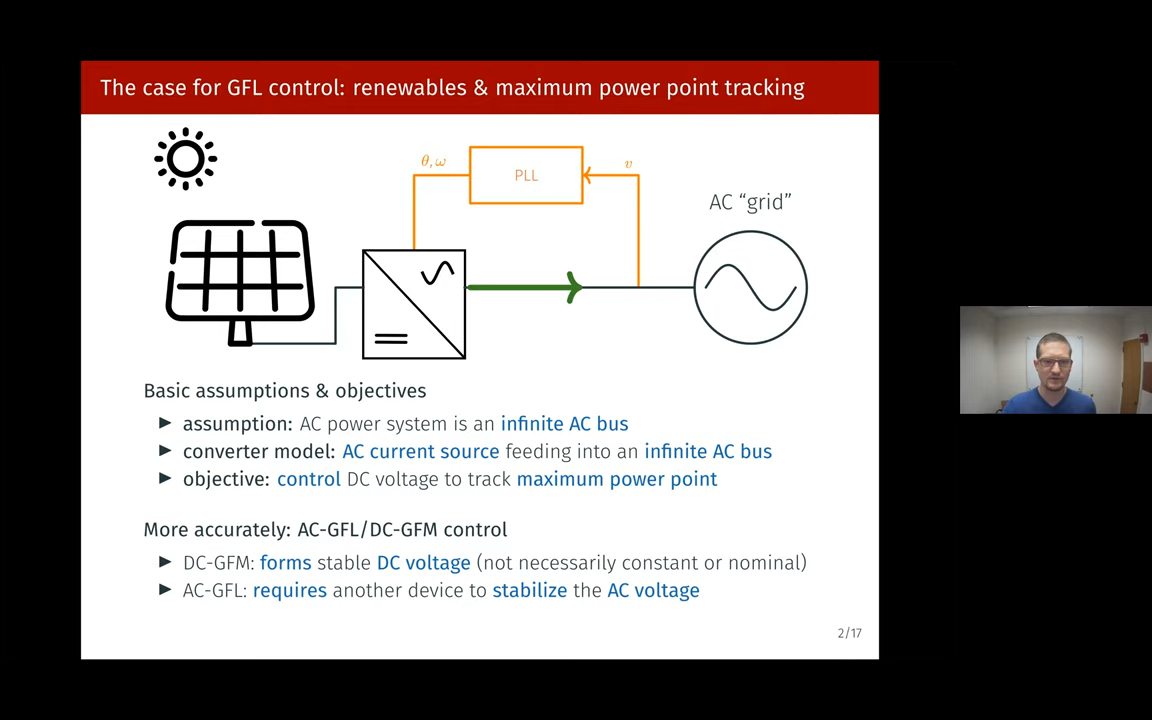 The case for GFL control: renewables & maximum power point tracking
θ, ω
PLL
v
AC “grid”
Basic assumptions & objectives
▶ assumption: AC power system is an infinite AC bus
▶ converter model: AC current source feeding into an infinite AC bus
▶ objective: control DC voltage to track maximum power point
More accurately: AC-GFL/DC-GFM control
▶ DC-GFM: forms stable DC voltage (not necessarily constant or nominal)
▶ AC-GFL: requires another device to stabilize the AC voltage
2/17